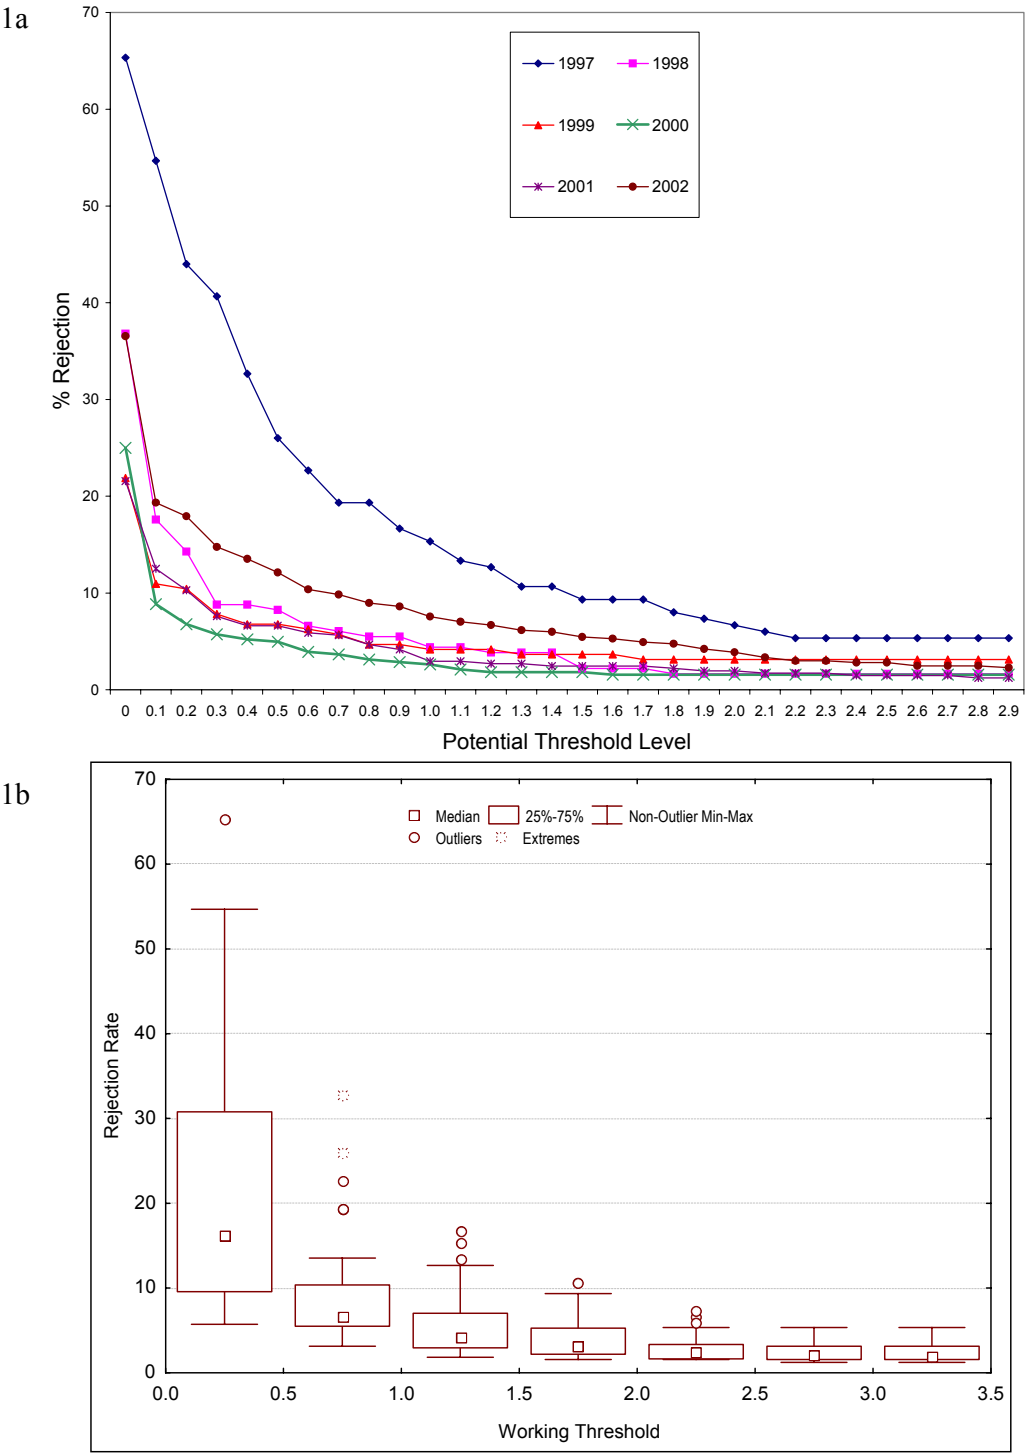 1a
70
60
50
40
30
20
10
0
% Rejection
1997 1998
1999 2000
2001 2002
0 0.1 0.2 0.3 0.4 0.5 0.6 0.7 0.8 0.9 1.0 1.1 1.2 1.3 1.4 1.5 1.6 1.7 1.8 1.9 2.0 2.1 2.2 2.3 2.4 2.5 2.6 2.7 2.8 2.9
Potential Threshold Level
1b
70
60
50
40
30
20
10
0
Rejection Rate
Median 25%-75% Non-Outlier Min-Max
Outliers Extremes
0.0 0.5 1.0 1.5 2.0 2.5 3.0 3.5
Working Threshold